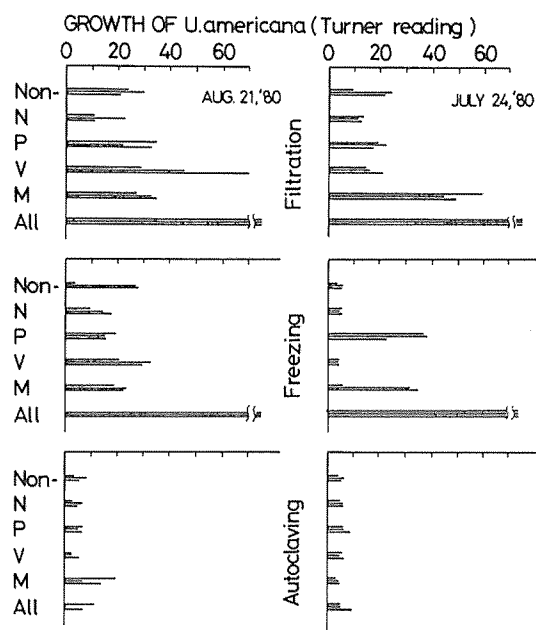 GROWTH OF U.americana (Turner reading)
0 20 40 60 0 20 40 60
AUG. 21,'80
JULY 24,'80
Non-
N
P
V
M
All
Filtration
Non-
N
P
V
M
All
Freezing
Non-
N
P
V
M
All
Autoclaving